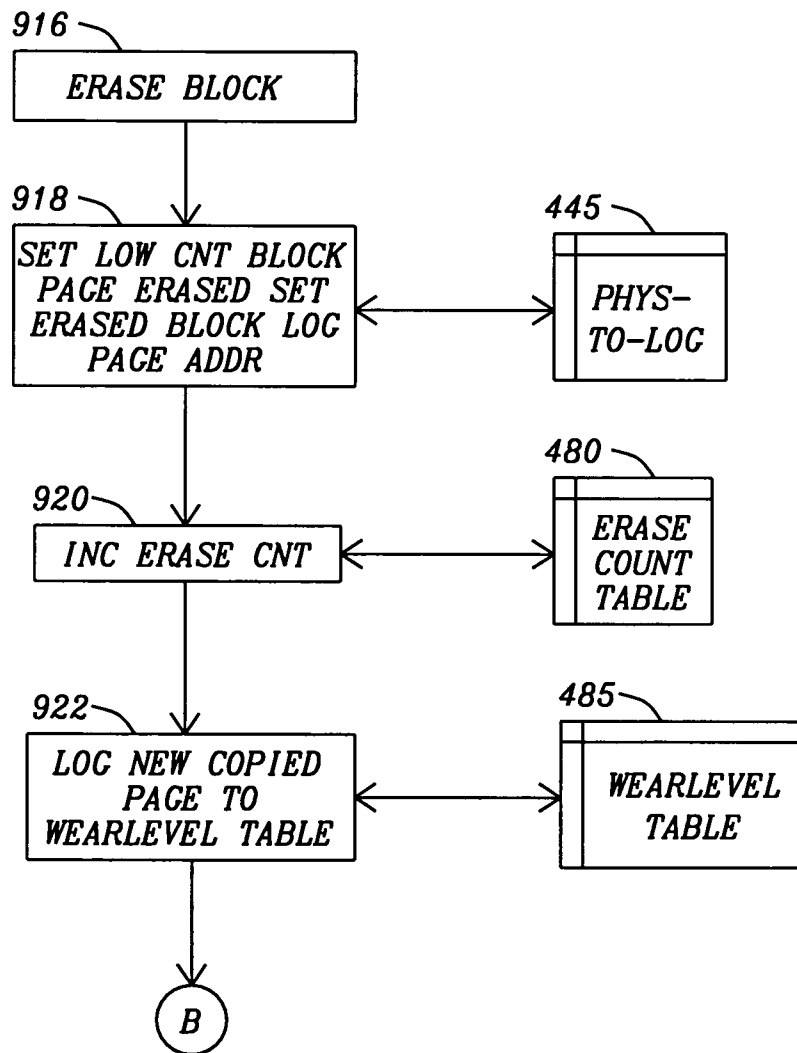 916
ERASE BLOCK
918
SET LOW CNT BLOCK
PAGE ERASED SET
ERASED BLOCK LOG
PAGE ADDR
445
PHYS-
TO-LOG
920
INC ERASE CNT
480
ERASE
COUNT
TABLE
922
LOG NEW COPIED
PAGE TO
WEARLEVEL TABLE
485
WEARLEVEL
TABLE
B